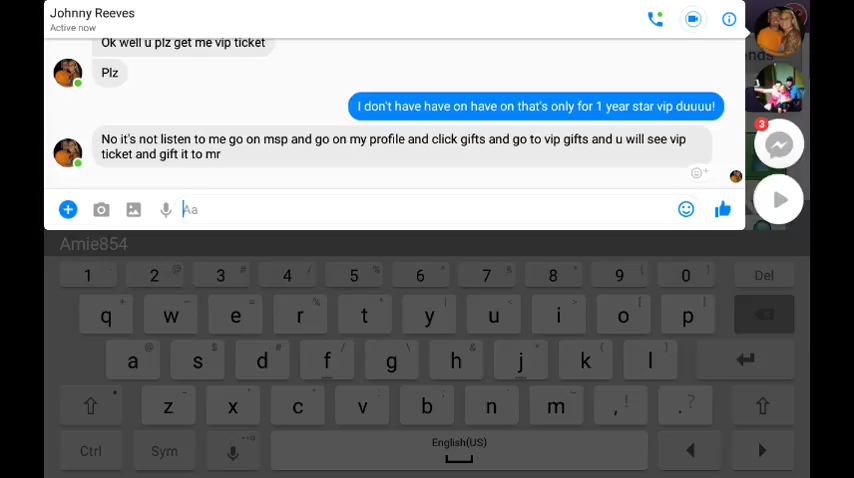 Johnny Reeves
Active now
Ok well u plz get me vip ticket
Plz
I don't have have on have on that's only for 1 year star vip duuuu!
No it's not listen to me go on msp and go on my profile and click gifts and go to vip gifts and u will see vip
ticket and gift it to mr
3
Aa
Amie854
1 2 @ 3 # 4 / 5 % 6 ^ 7 & 8 * 9 ( 0 ) Del
q + w e = r % t y u < i > o [ p ]
a @ s $ d # f / g ^ h & j * k ( l )
z x c v b n m , ! . ?
Ctrl Sym English(US)